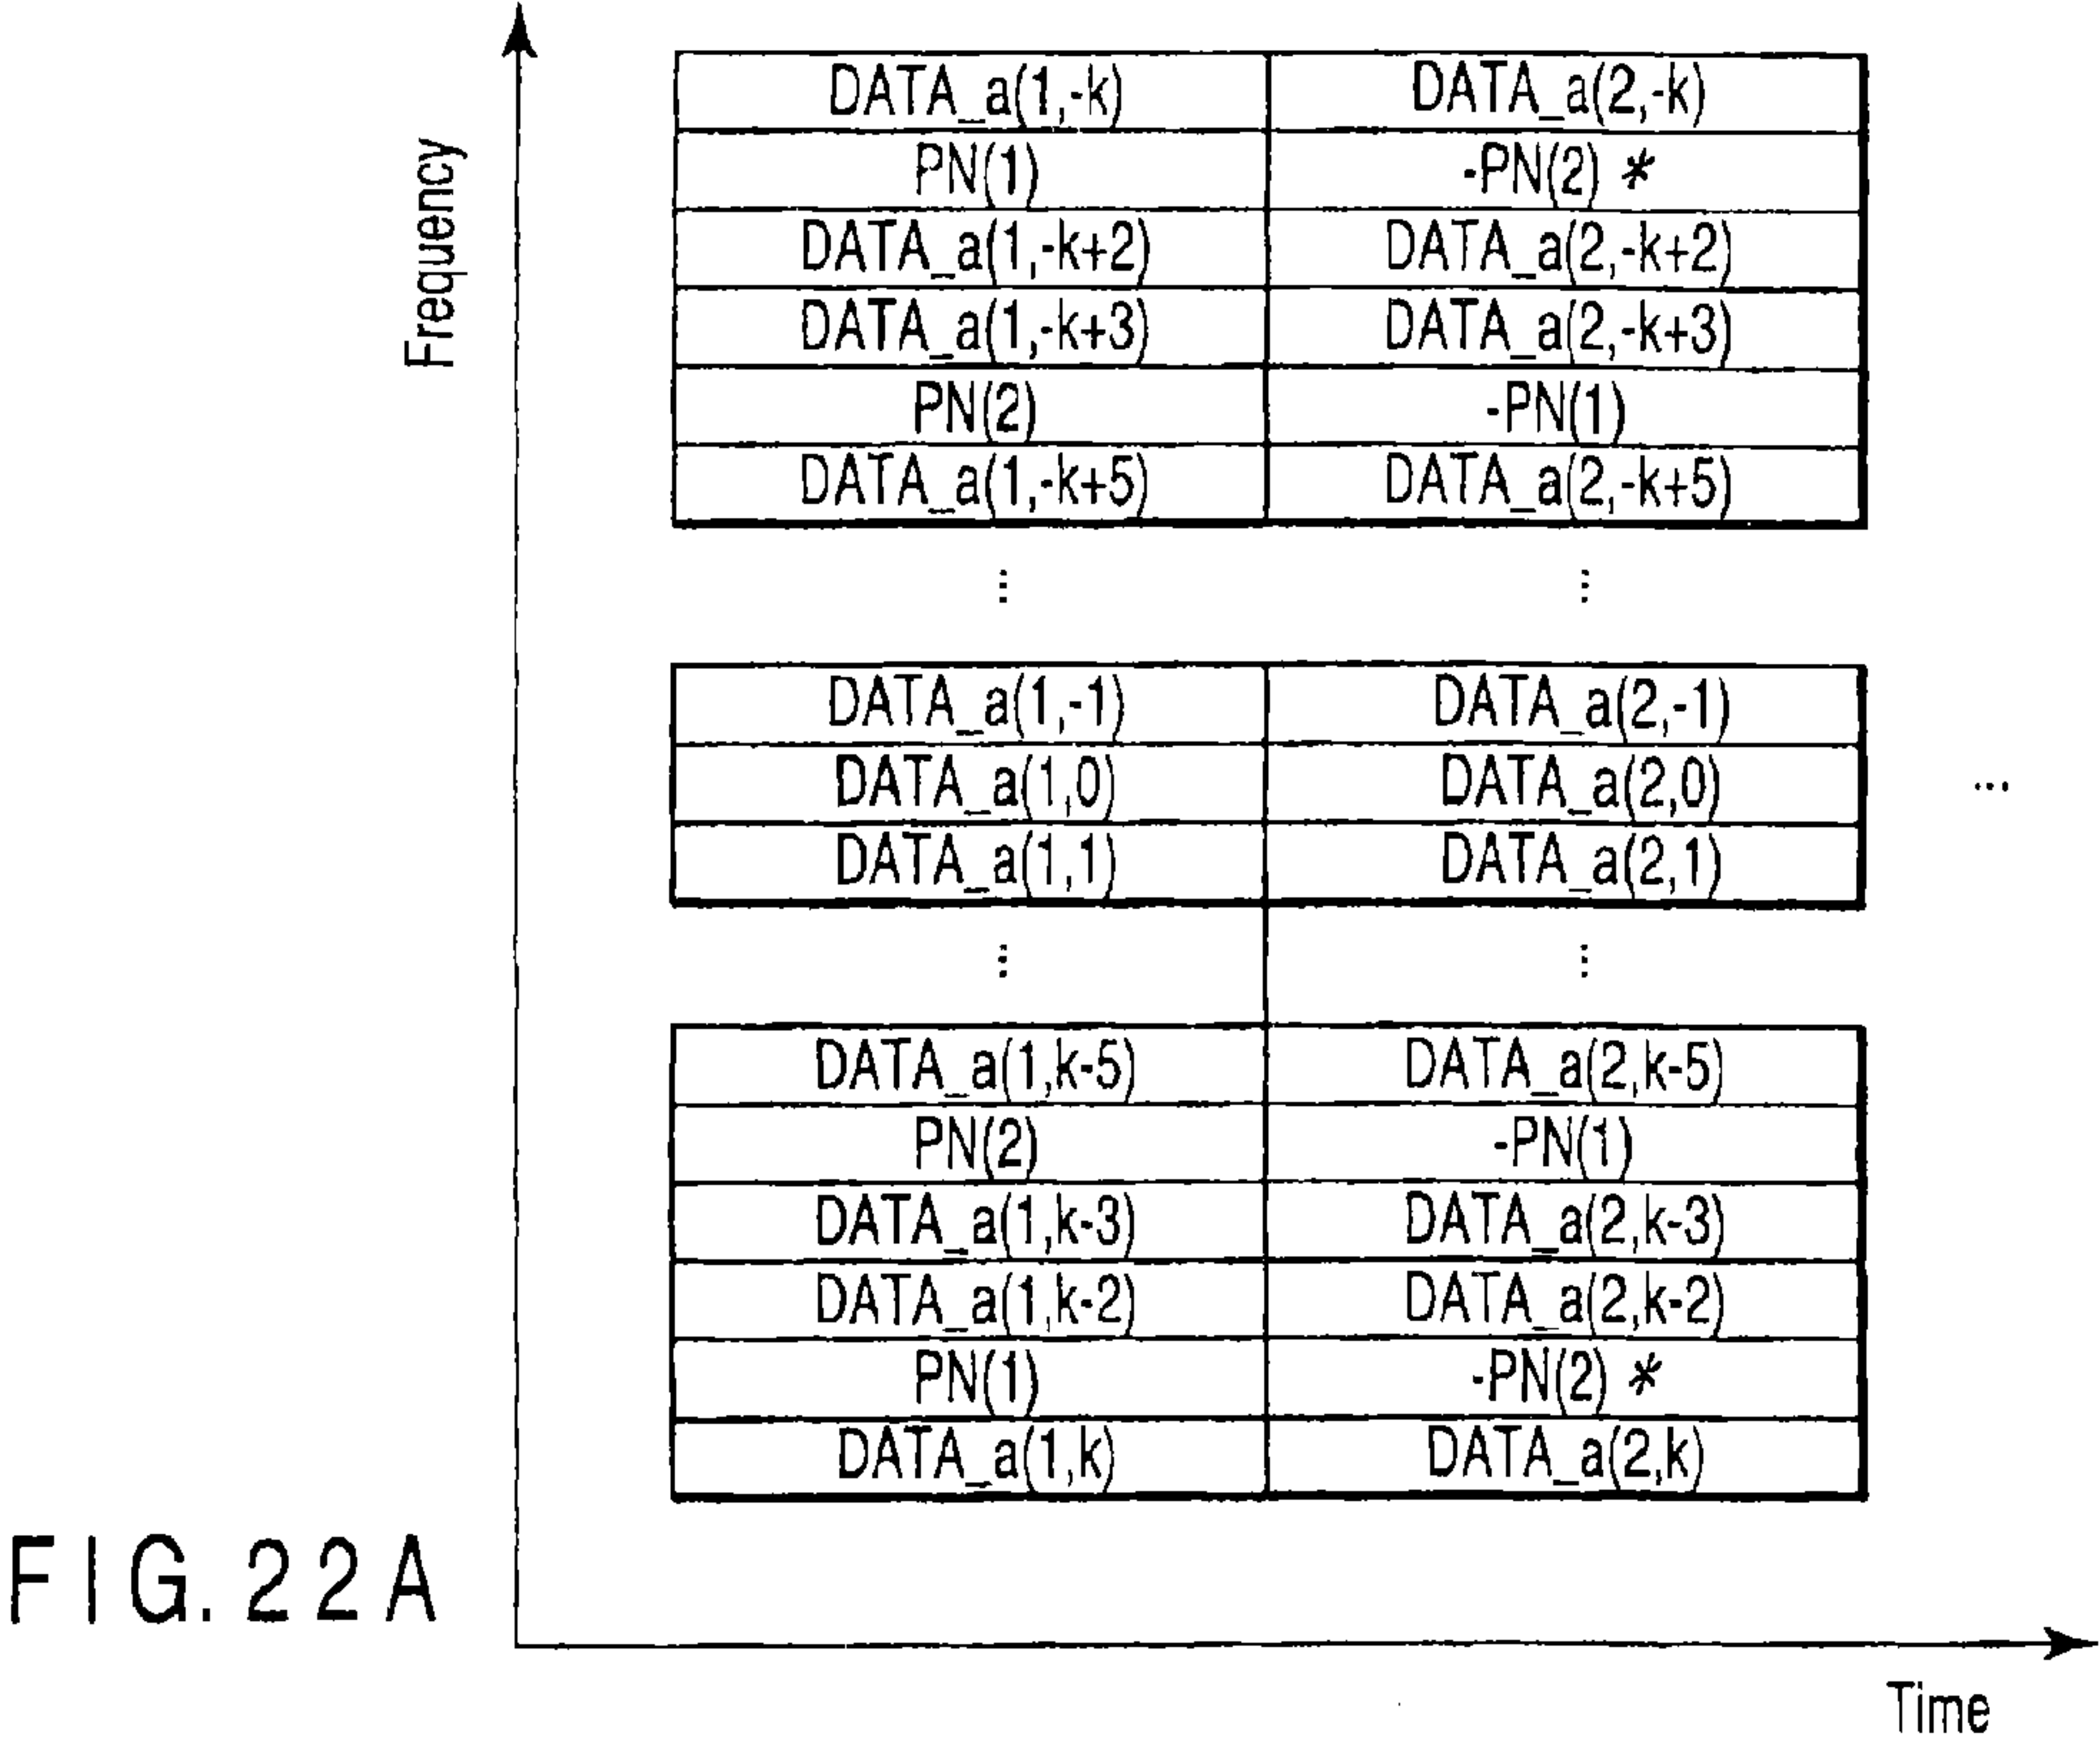 Frequency
DATA_a(1,-k) DATA_a(2,-k)
PN(1) -PN(2) *
DATA_a(1,-k+2) DATA_a(2,-k+2)
DATA_a(1,-k+3) DATA_a(2,-k+3)
PN(2) -PN(1)
DATA_a(1,-k+5) DATA_a(2,-k+5)
... ...
DATA_a(1,-1) DATA_a(2,-1)
DATA_a(1,0) DATA_a(2,0) ...
DATA_a(1,1) DATA_a(2,1)
... ...
DATA_a(1,k-5) DATA_a(2,k-5)
PN(2) -PN(1)
DATA_a(1,k-3) DATA_a(2,k-3)
DATA_a(1,k-2) DATA_a(2,k-2)
PN(1) -PN(2) *
DATA_a(1,k) DATA_a(2,k)
FIG.22A
Time